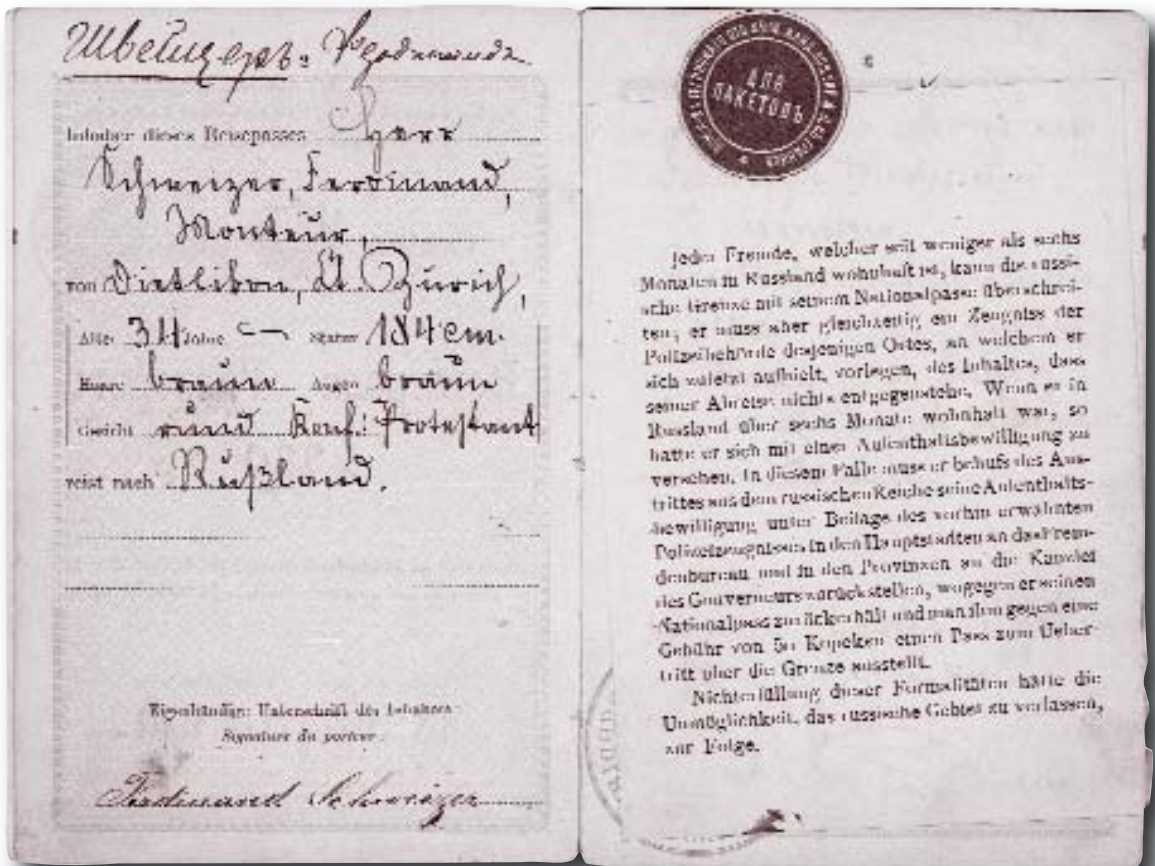 Швейцеръ: Фердинандъ
Inhaber dieses Reisepasses Herr
Schweizer, Ferdinand,
Monteur,
von Dietlikon, Kt. Zürich,
Alter 34 Jahre Statur 184 cm.
Haare braun Augen braun
Gesicht rund Konf.: Protestant
reist nach Rußland.
Eigenhändige Unterschrift des Inhabers
Signature du porteur
Ferdinand Schweizer
ДЛЯ
ПАКЕТОВЪ
Jeder Fremde, welcher seit weniger als sechs
Monaten in Russland wohnhaft ist, kann die russi-
sche Grenze mit seinem Nationalpasse überschrei-
ten; er muss aber gleichzeitig ein Zeugniss der
Polizeibehörde desjenigen Ortes, an welchem er
sich zuletzt aufhielt, vorlegen, des Inhaltes, dass
seiner Abreise nichts entgegenstehe. Wenn er in
Russland über sechs Monate wohnhaft war, so
hatte er sich mit einer Aufenthaltsbewilligung zu
versehen. In diesem Falle muss er behufs des Aus-
trittes aus dem russischen Reiche seine Aufenthalts-
bewilligung unter Beilage des vorhin erwähnten
Polizeizeugnisses in den Hauptstädten an das Frem-
denbureau und in den Provinzen an die Kanzlei
des Gouverneurs zurückstellen, wogegen er seinen
Nationalpass zurückerhält und man ihm gegen eine
Gebühr von 50 Kopeken einen Pass zum Ueber-
tritt über die Grenze ausstellt.
Nichterfüllung dieser Formalitäten hätte die
Unmöglichkeit, das russische Gebiet zu verlassen,
zur Folge.